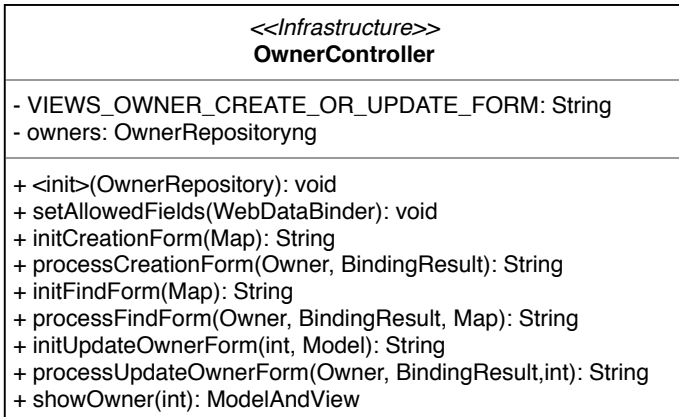 <<Infrastructure>>
OwnerController
- VIEWS_OWNER_CREATE_OR_UPDATE_FORM: String
- owners: OwnerRepositoryng
+ <init>(OwnerRepository): void
+ setAllowedFields(WebDataBinder): void
+ initCreationForm(Map): String
+ processCreationForm(Owner, BindingResult): String
+ initFindForm(Map): String
+ processFindForm(Owner, BindingResult, Map): String
+ initUpdateOwnerForm(int, Model): String
+ processUpdateOwnerForm(Owner, BindingResult,int): String
+ showOwner(int): ModelAndView